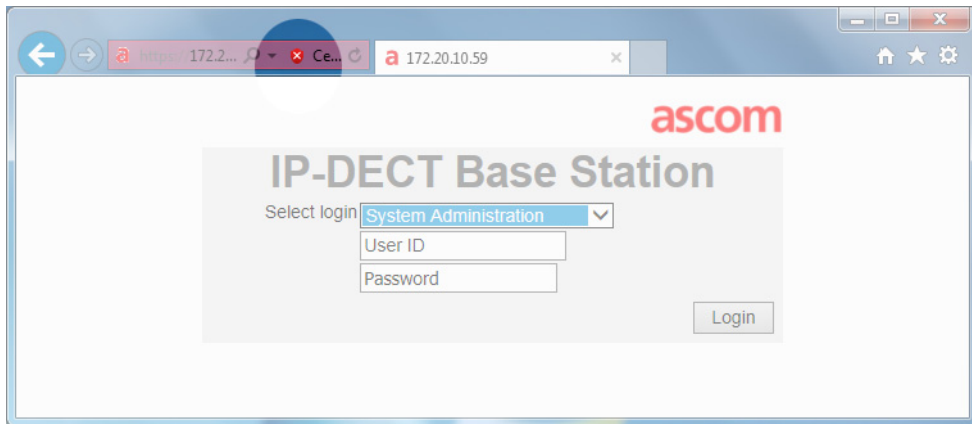 https://172.2... Ce... 172.20.10.59
ascom
IP-DECT Base Station
Select login System Administration
User ID
Password
Login